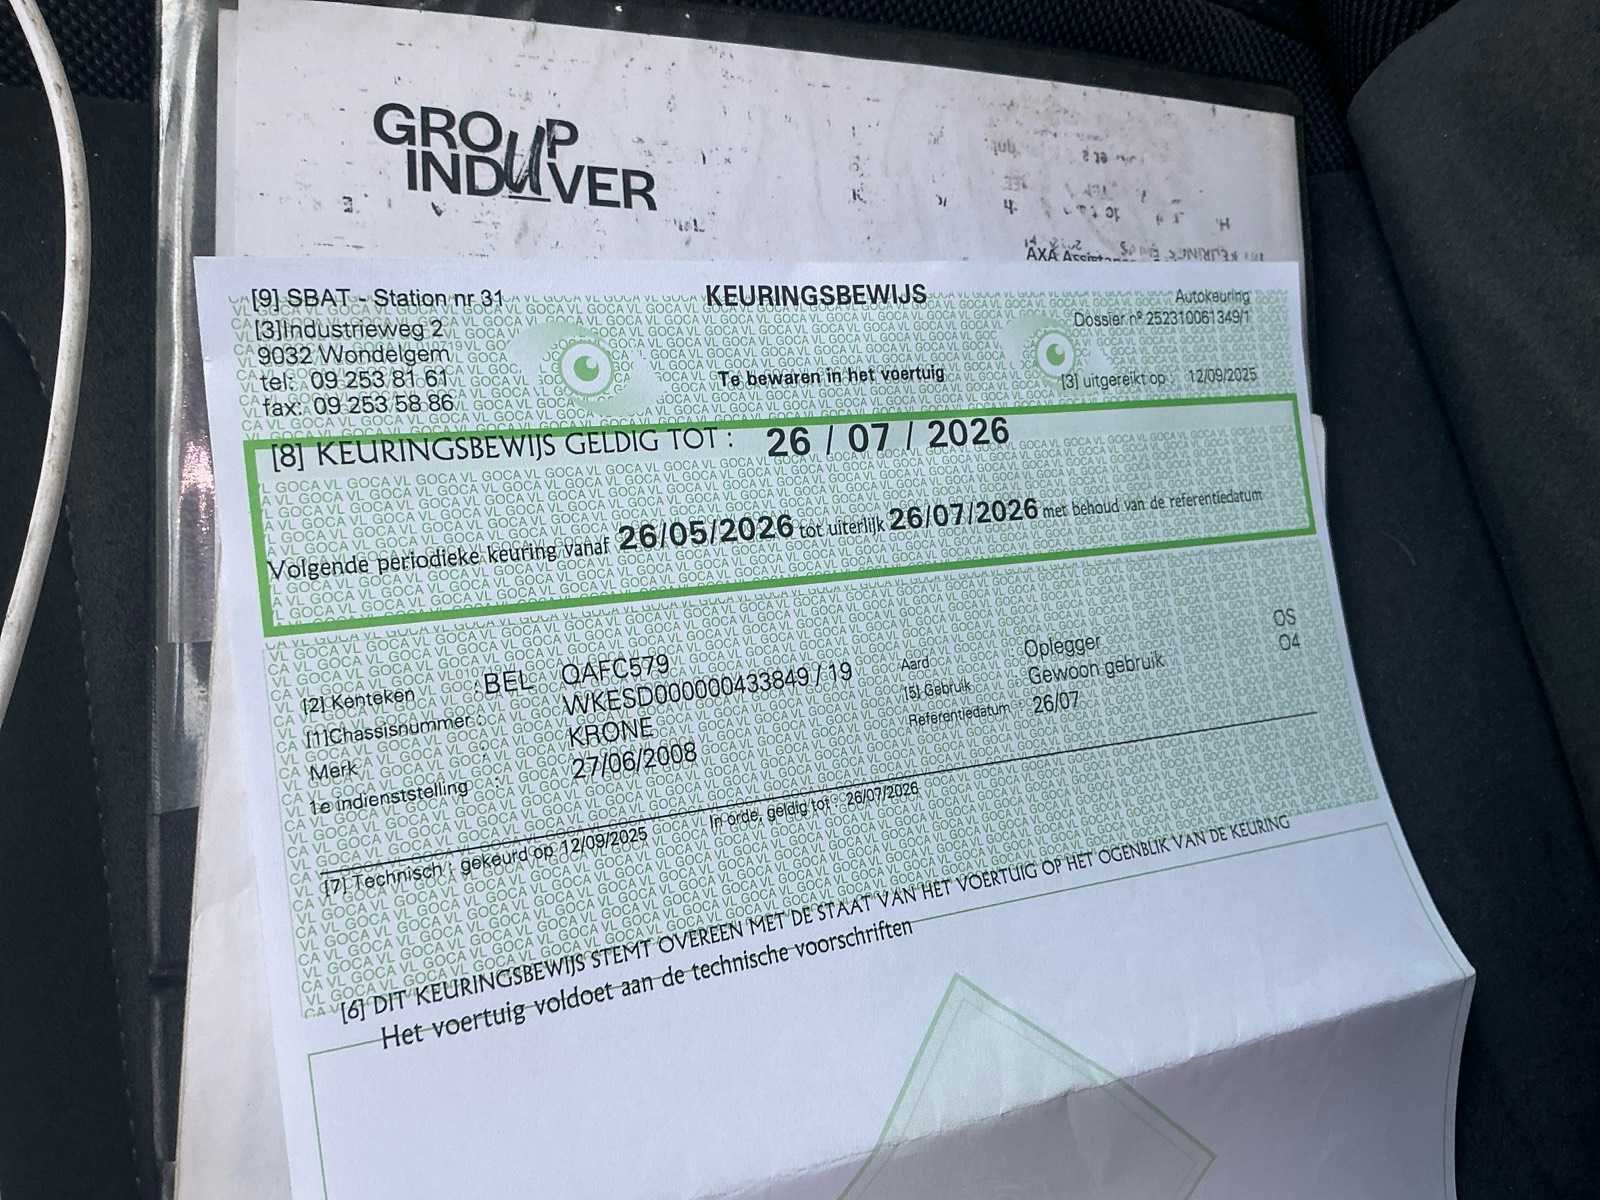 GROUP
INDUVER
AXA
[9] SBAT - Station nr 31
KEURINGSBEWIJS
Autokeuring
[3]Industrieweg 2
Dossier nº 252310061349/1
9032 Wondelgem
tel: 09 253 81 61
Te bewaren in het voertuig
[3] uitgereikt op : 12/09/2025
fax: 09 253 58 86
[8] KEURINGSBEWIJS GELDIG TOT : 26 / 07 / 2026
Volgende periodieke keuring vanaf 26/05/2026 tot uiterlijk 26/07/2026 met behoud van de referentiedatum
[2] Kenteken : BEL QAFC579
Aard : Oplegger OS
[1]Chassisnummer : WKESD000000433849 / 19
[5] Gebruik : Gewoon gebruik O4
Merk : KRONE
Referentiedatum : 26/07
1e indienststelling : 27/06/2008
[7] Technisch : gekeurd op 12/09/2025 In orde, geldig tot : 26/07/2026
[6] DIT KEURINGSBEWIJS STEMT OVEREEN MET DE STAAT VAN HET VOERTUIG OP HET OGENBLIK VAN DE KEURING
Het voertuig voldoet aan de technische voorschriften